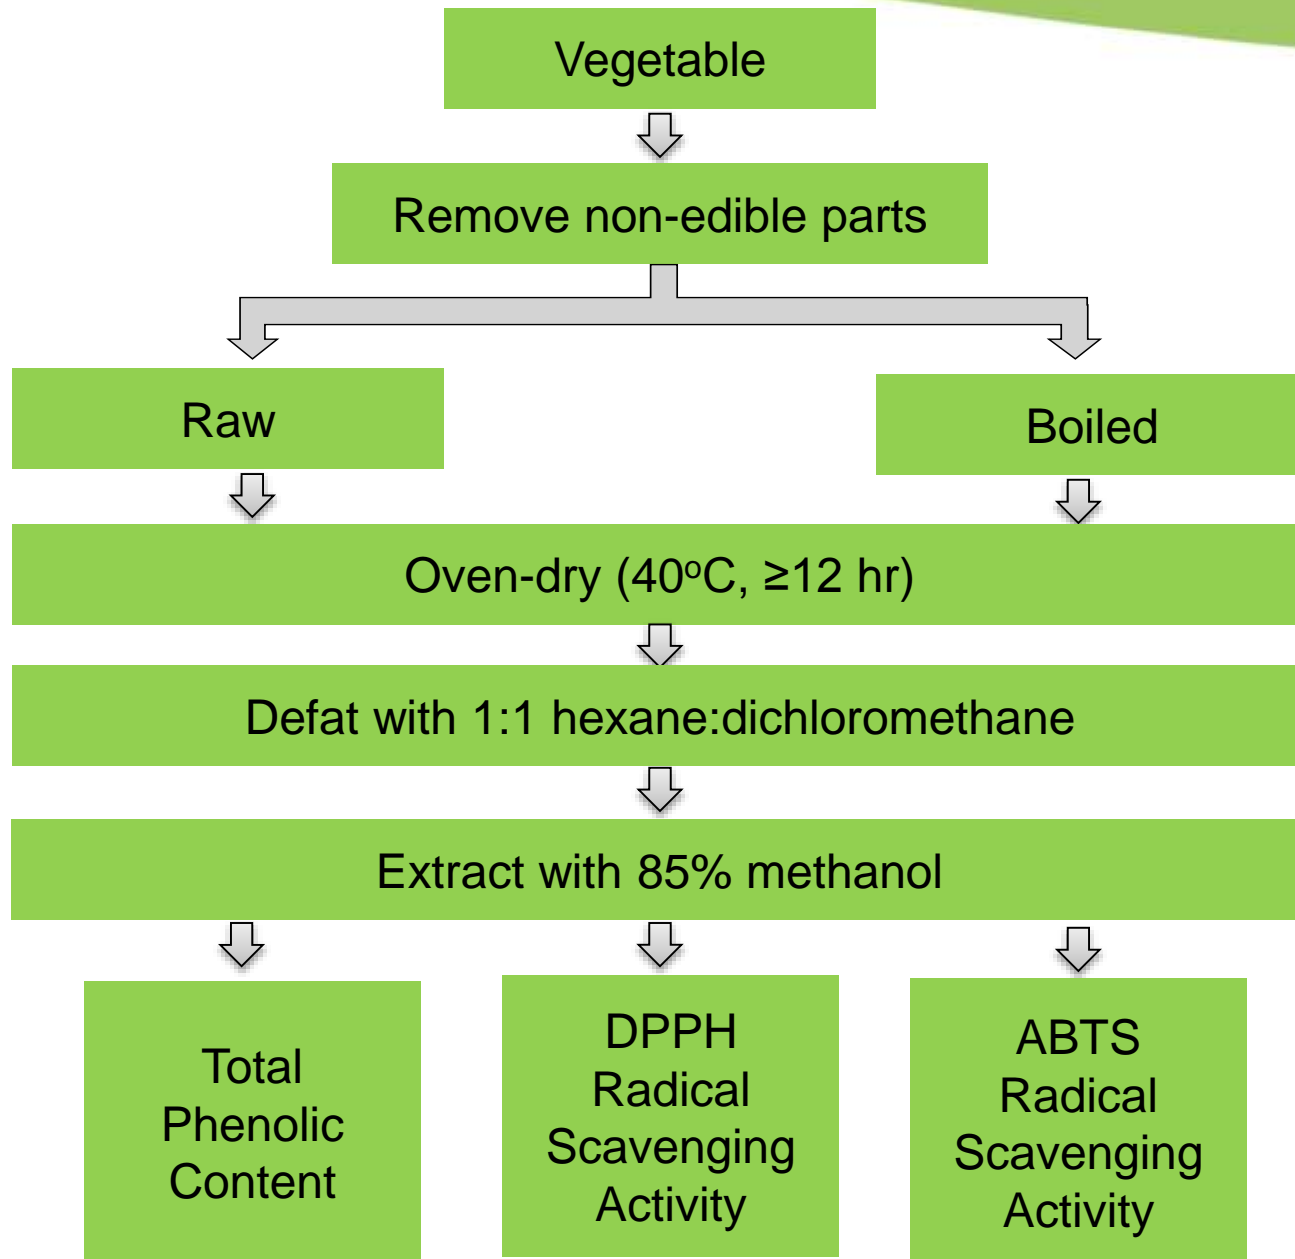 Vegetable
Remove non-edible parts
Raw
Boiled
Oven-dry (40ºC, ≥12 hr)
Defat with 1:1 hexane:dichloromethane
Extract with 85% methanol
Total
Phenolic
Content
DPPH
Radical
Scavenging
Activity
ABTS
Radical
Scavenging
Activity